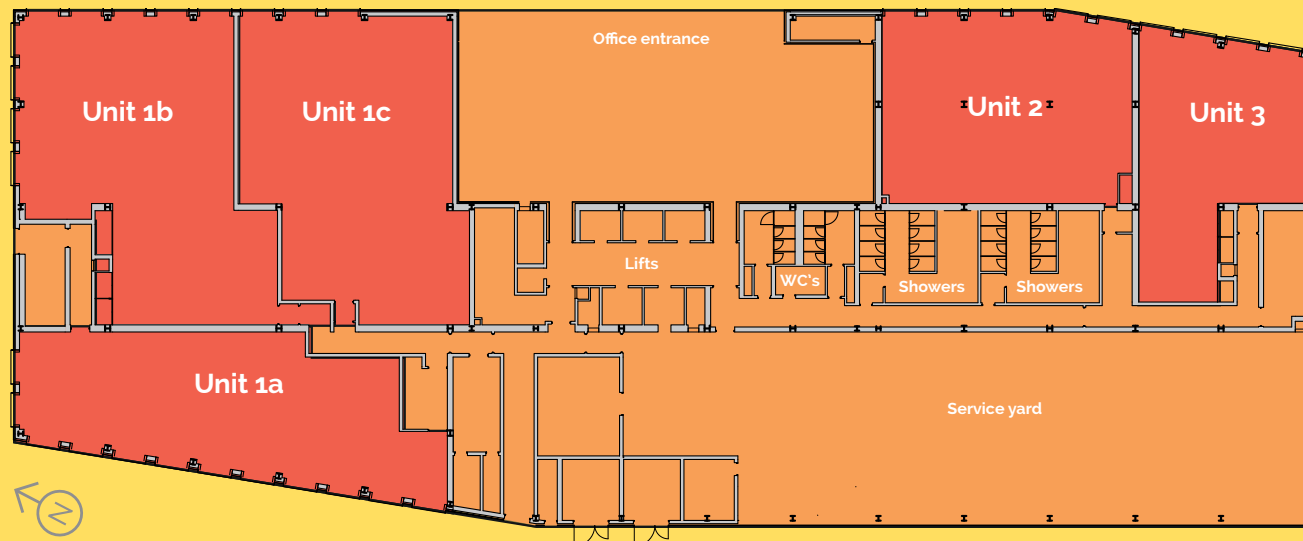 Office entrance
Unit 1b
Unit 1c
Unit 2
Unit 3
Lifts
WC's
Showers
Showers
Unit 1a
Service yard
N